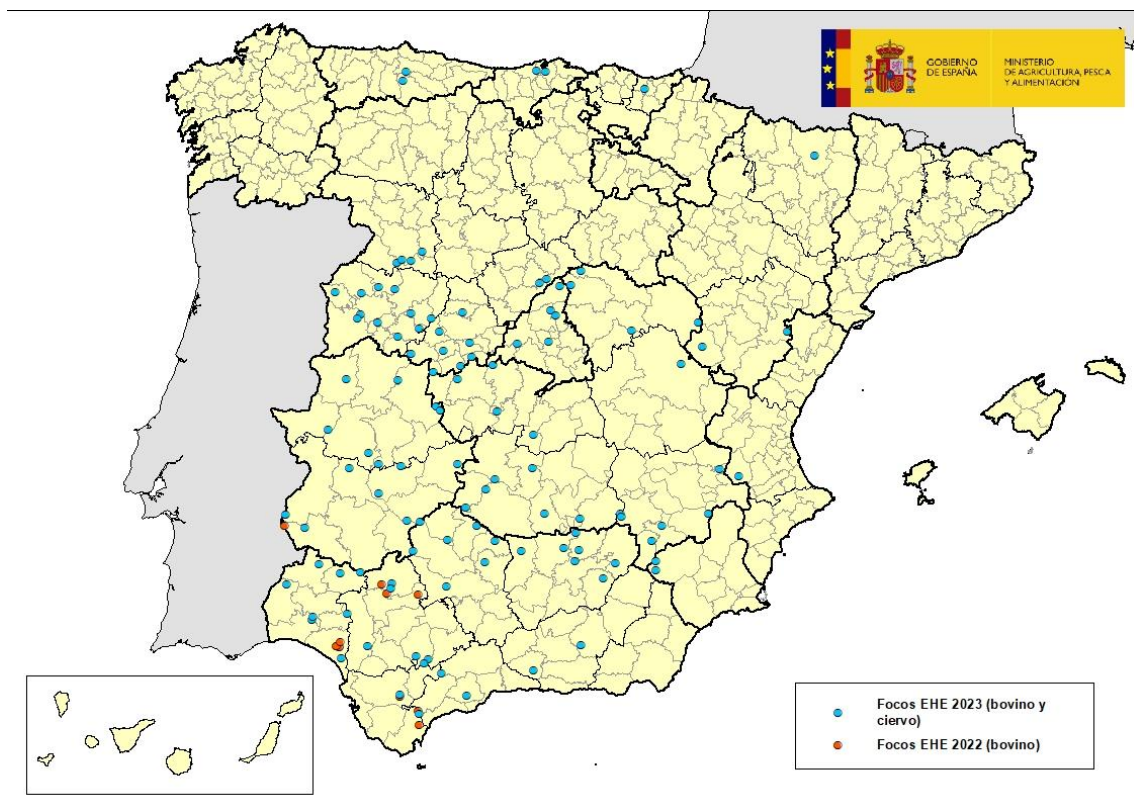 GOBIERNO
DE ESPAÑA
MINISTERIO
DE AGRICULTURA, PESCA
Y ALIMENTACIÓN
Focos EHE 2023 (bovino y
ciervo)
Focos EHE 2022 (bovino)